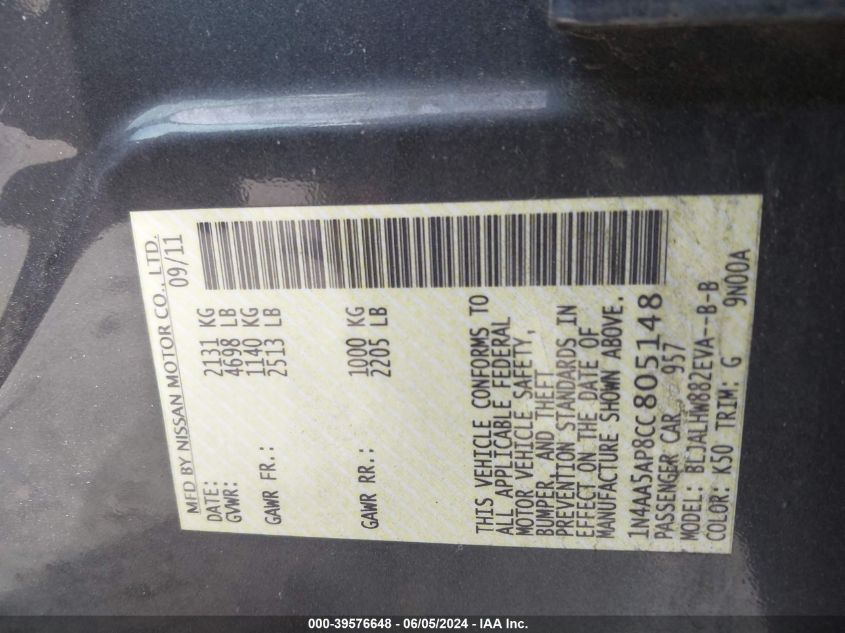 MFD BY NISSAN MOTOR CO., LTD.
DATE: 09/11
GVWR: 2131 KG
4698 LB
GAWR FR.: 1140 KG
2513 LB
GAWR RR.: 1000 KG
2205 LB
THIS VEHICLE CONFORMS TO
ALL APPLICABLE FEDERAL
MOTOR VEHICLE SAFETY,
BUMPER, AND THEFT
PREVENTION STANDARDS IN
EFFECT ON THE DATE OF
MANUFACTURE SHOWN ABOVE.
1N4AA5AP8CC805148
PASSENGER CAR 957
MODEL: BLJALHW882EVA--B-B
COLOR: K50 TRIM: G 9N00A
000-39576648 - 06/05/2024 - IAA Inc.